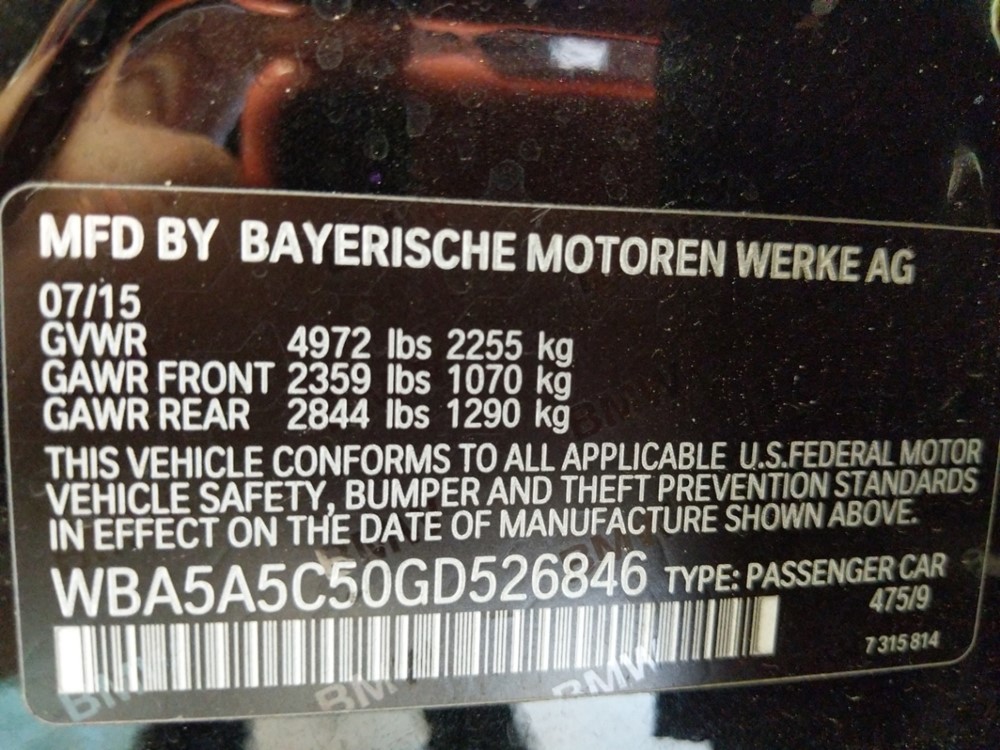 MFD BY BAYERISCHE MOTOREN WERKE AG
07/15
GVWR 4972 lbs 2255 kg
GAWR FRONT 2359 lbs 1070 kg
GAWR REAR 2844 lbs 1290 kg
THIS VEHICLE CONFORMS TO ALL APPLICABLE U.S.FEDERAL MOTOR
VEHICLE SAFETY, BUMPER AND THEFT PREVENTION STANDARDS
IN EFFECT ON THE DATE OF MANUFACTURE SHOWN ABOVE.
WBA5A5C50GD526846 TYPE: PASSENGER CAR
475/9
7 315 814
BMW BMW BMW